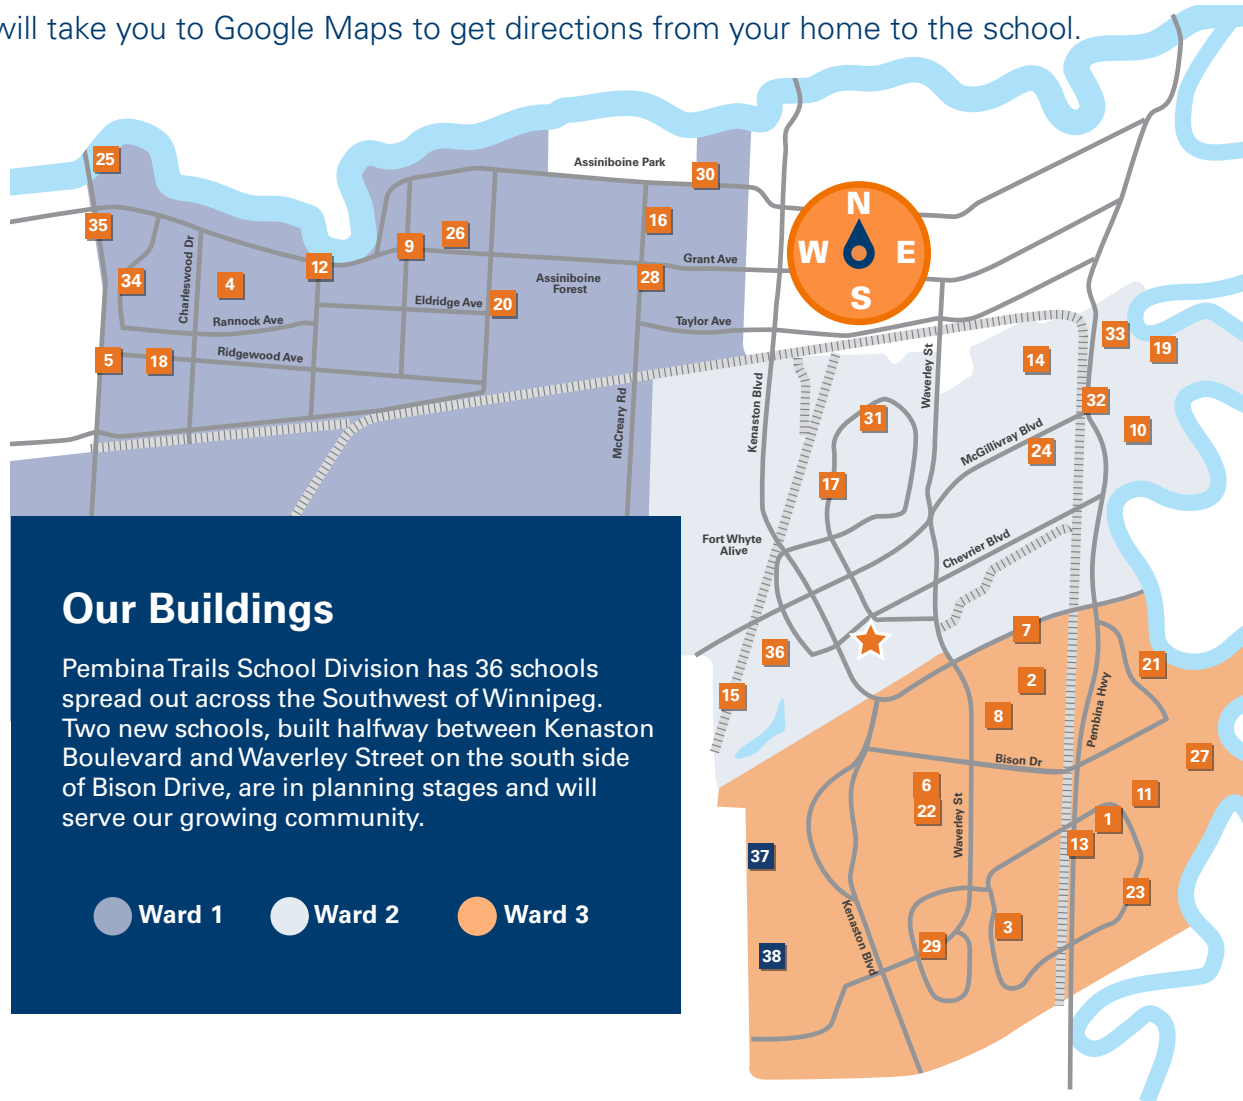 will take you to Google Maps to get directions from your home to the school.
Assiniboine Park
25
30
35
16
26
9
N
W E
S
12
Grant Ave
34
4
Charleswood Dr
28
Assiniboine
Forest
Eldridge Ave
20
Rannock Ave
Taylor Ave
5
18
Ridgewood Ave
33
19
14
Waverley St
Kenaston Blvd
McCreary Rd
32
31
10
McGillivray Blvd
24
17
Fort Whyte
Alive
Chevrier Blvd
Our Buildings
Pembina Trails School Division has 36 schools
spread out across the Southwest of Winnipeg.
Two new schools, built halfway between Kenaston
Boulevard and Waverley Street on the south side
of Bison Drive, are in planning stages and will
serve our growing community.
Ward 1
Ward 2
Ward 3
7
36
21
2
15
8
Pembina Hwy
27
Bison Dr
6
11
22
1
Waverley St
13
37
23
3
Kenaston Blvd
29
38